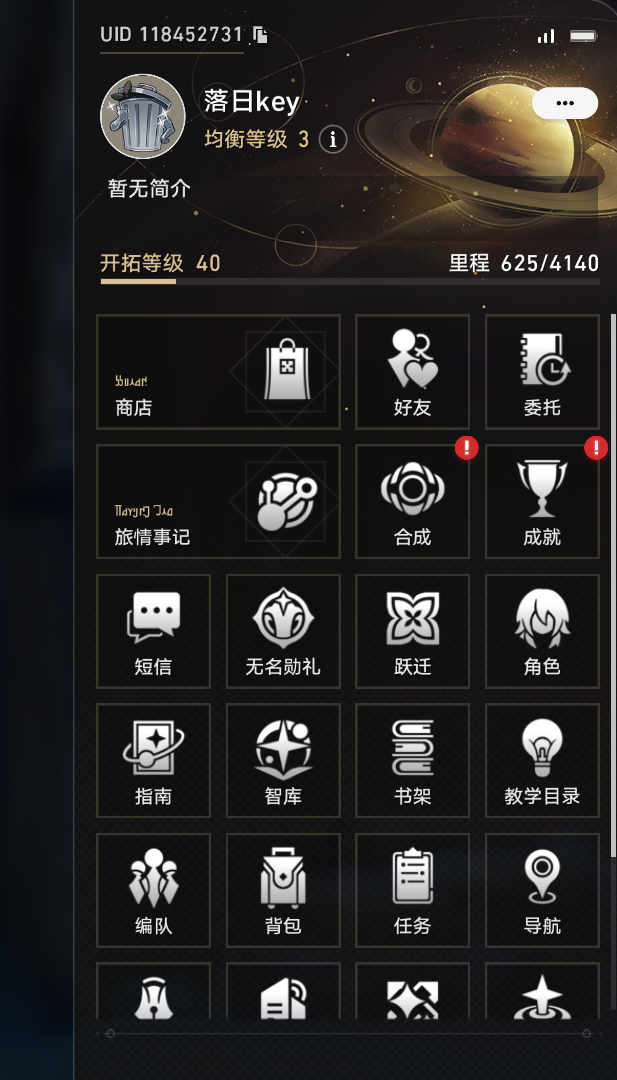 UID 118452731
落日key
均衡等级 3
暂无简介
开拓等级 40 里程 625/4140
商店 好友 委托
旅情事记 合成 成就
短信 无名勋礼 跃迁 角色
指南 智库 书架 教学目录
编队 背包 任务 导航